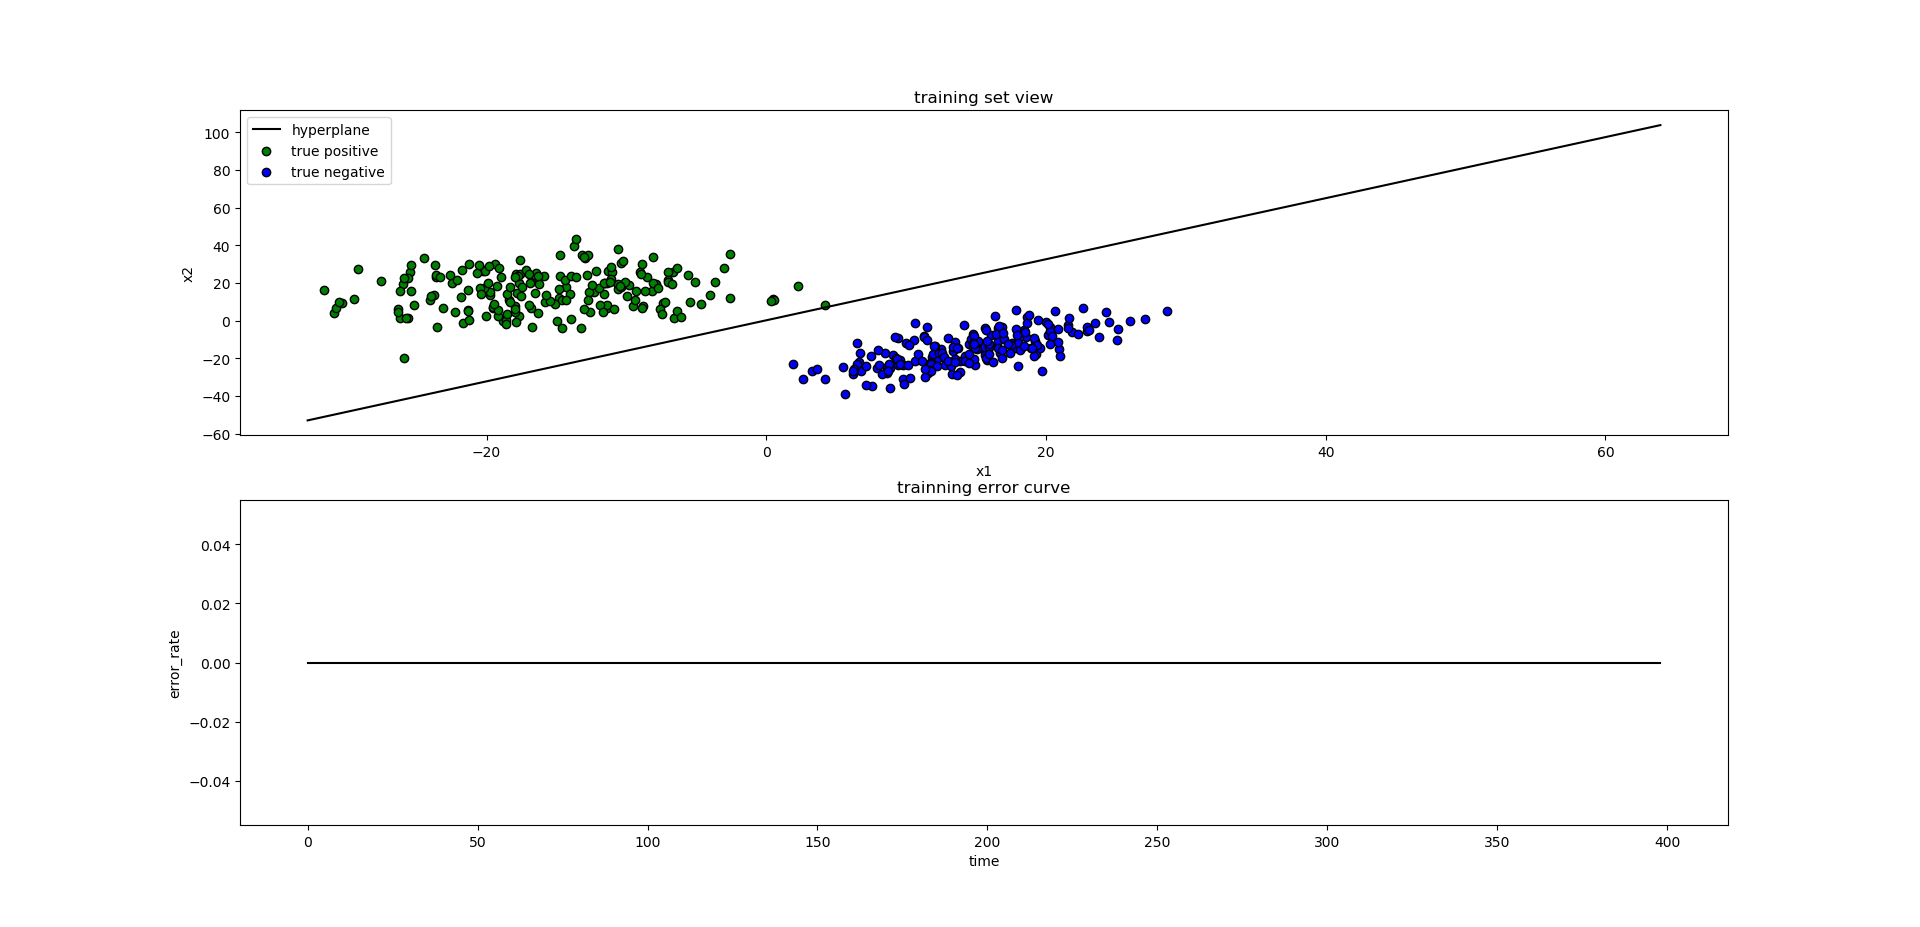 training set view
hyperplane
true positive
true negative
100
80
60
40
20
0
−20
−40
−60
x2
−20 0 20 40 60
x1
trainning error curve
0.04
0.02
0.00
−0.02
−0.04
error_rate
0 50 100 150 200 250 300 350 400
time